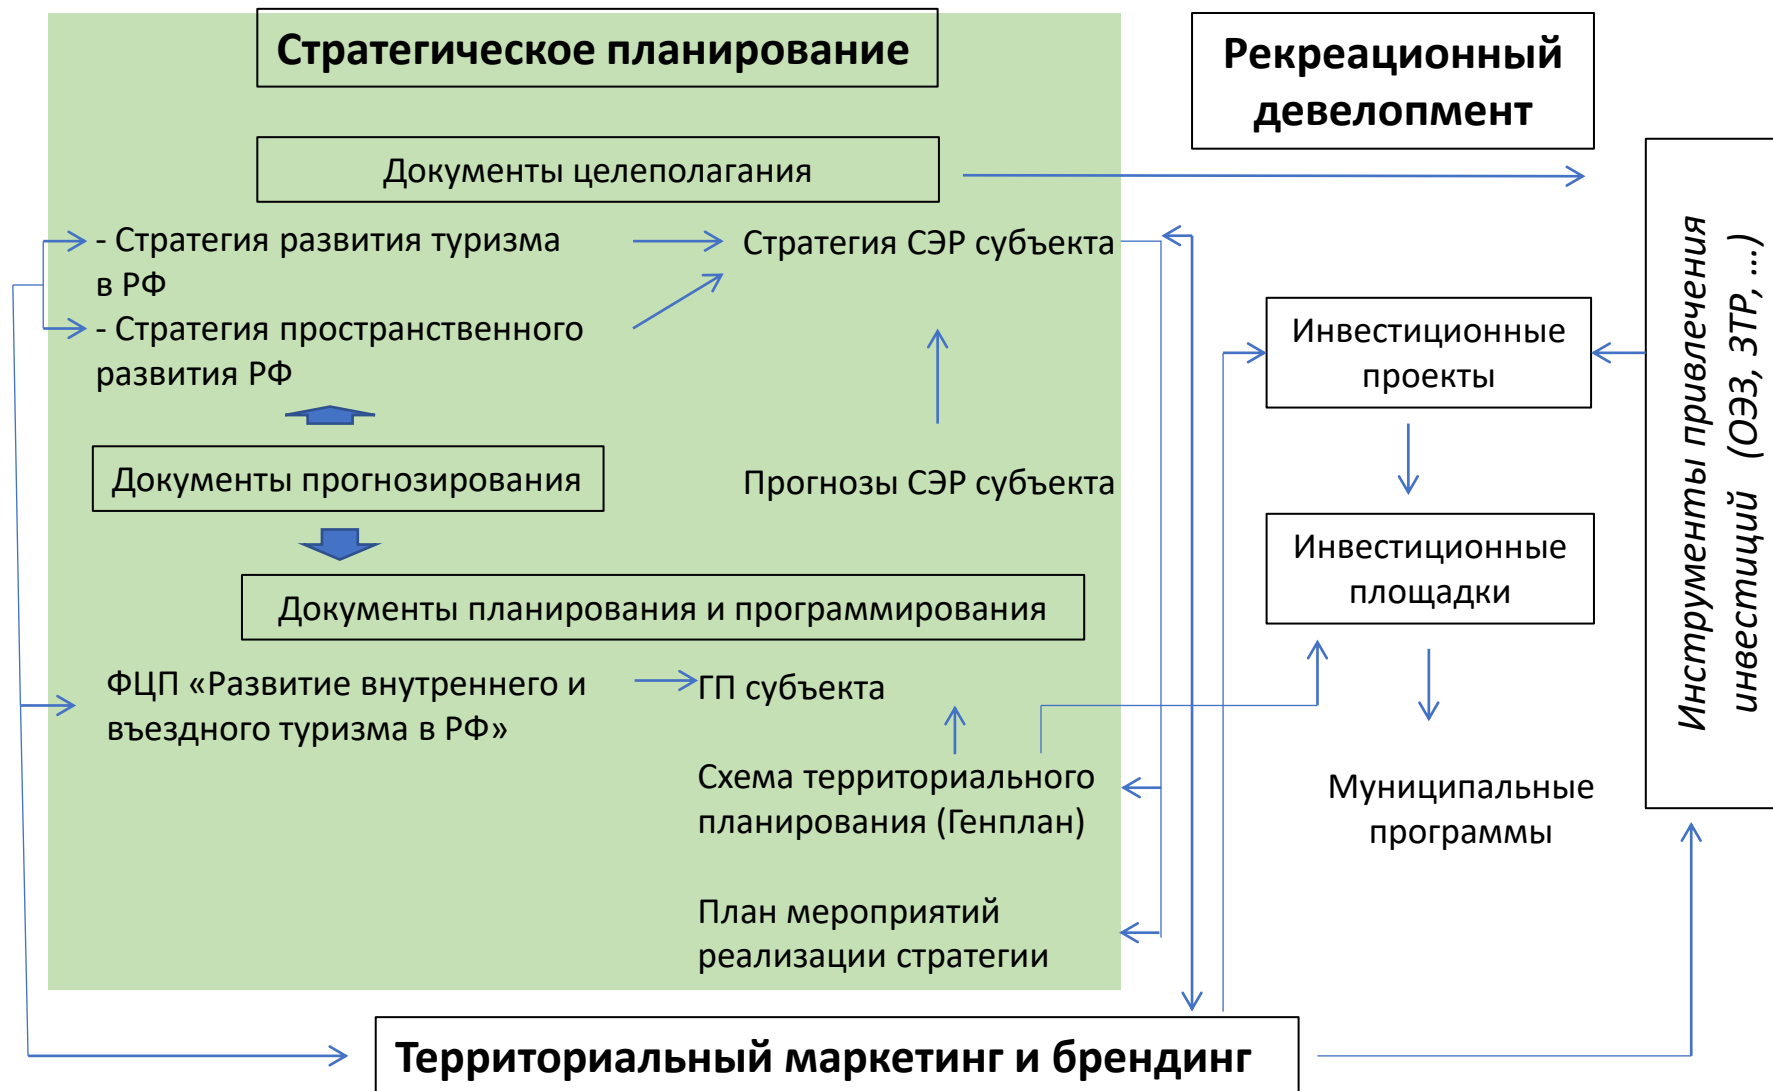 Стратегическое планирование
Рекреационный
девелопмент
Документы целеполагания
- Стратегия развития туризма
в РФ
- Стратегия пространственного
развития РФ
Стратегия СЭР субъекта
Документы прогнозирования
Прогнозы СЭР субъекта
Документы планирования и программирования
ФЦП «Развитие внутреннего и
въездного туризма в РФ»
ГП субъекта
Схема территориального
планирования (Генплан)
План мероприятий
реализации стратегии
Инвестиционные
проекты
Инвестиционные
площадки
Муниципальные
программы
Инструменты привлечения
инвестиций (ОЭЗ, ЗТР, ...)
Территориальный маркетинг и брендинг